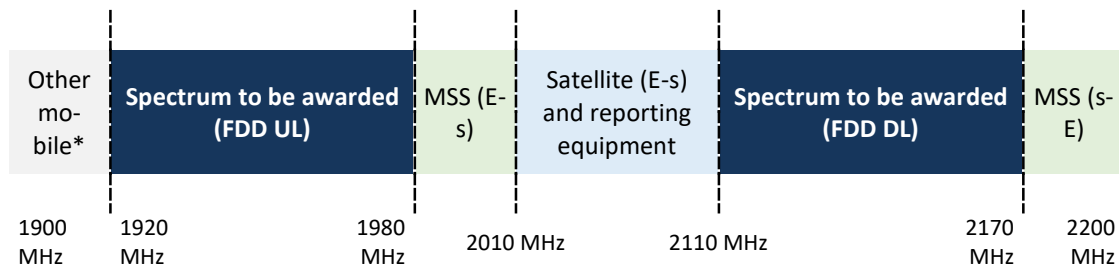 Other
mo-
bile*
Spectrum to be awarded
(FDD UL)
MSS (E-
s)
Satellite (E-s)
and reporting
equipment
Spectrum to be awarded
(FDD DL)
MSS (s-
E)
1900
MHz
1920
MHz
1980
MHz
2010 MHz
2110 MHz
2170
MHz
2200
MHz